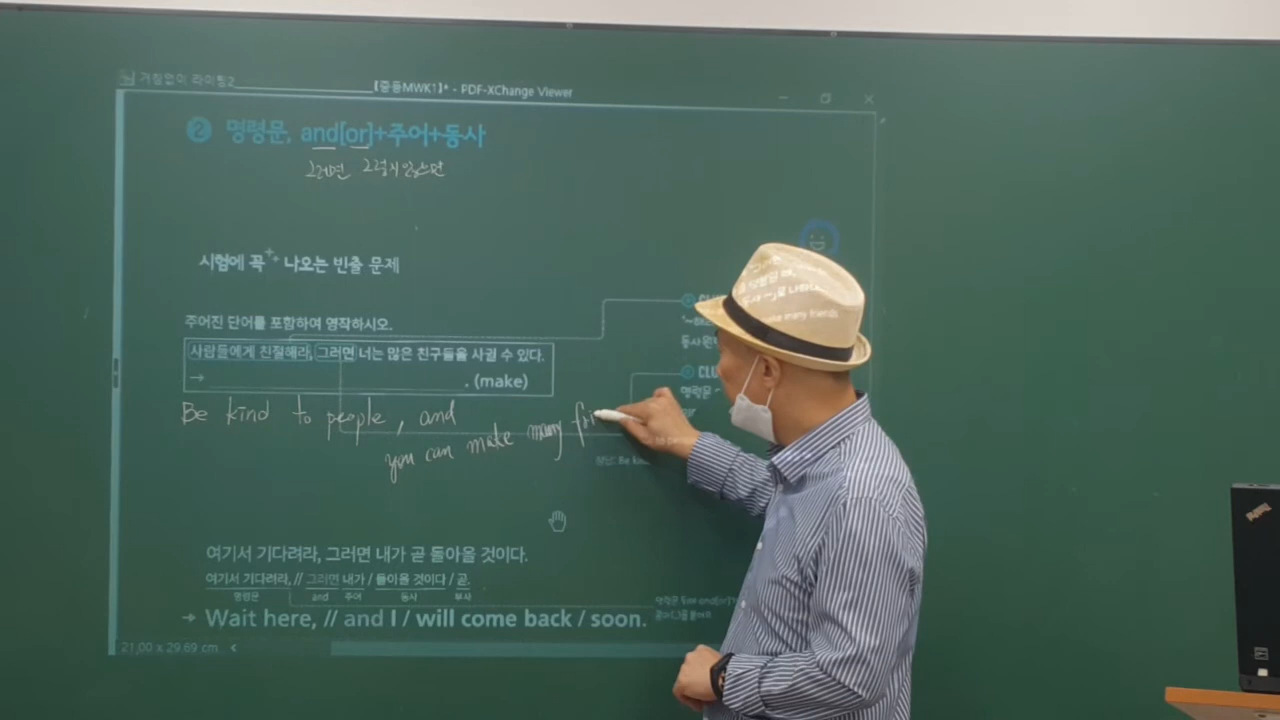 거침없이 라이팅2 [중등MWK1]* - PDF-XChange Viewer
2 명령문, and[or]+주어+동사
그러면 그렇지 않으면
시험에 꼭 나오는 빈출 문제
주어진 단어를 포함하여 영작하시오.
사람들에게 친절해라, 그러면 너는 많은 친구들을 사귈 수 있다.
→ . (make)
Be kind to people, and
you can make many fri
여기서 기다려라, 그러면 내가 곧 돌아올 것이다.
여기서 기다려라, // 그러면 내가 / 돌아올 것이다 / 곧.
명령문 and 주어 동사 부사
→ Wait here, // and I / will come back / soon.
21.00 x 29.69 cm